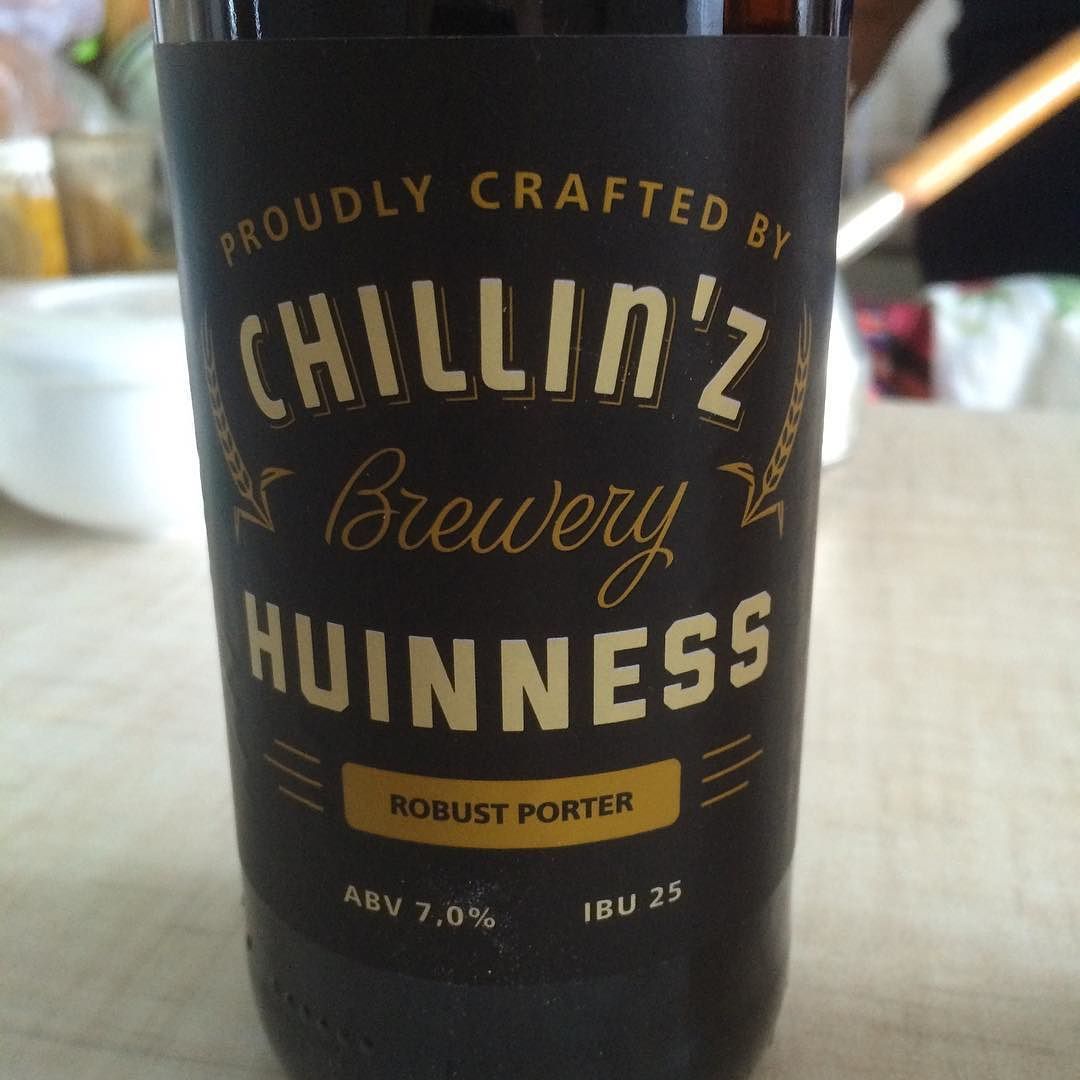 PROUDLY CRAFTED BY
CHILLIN'Z
Brewery
HUINNESS
ROBUST PORTER
ABV 7,0% IBU 25